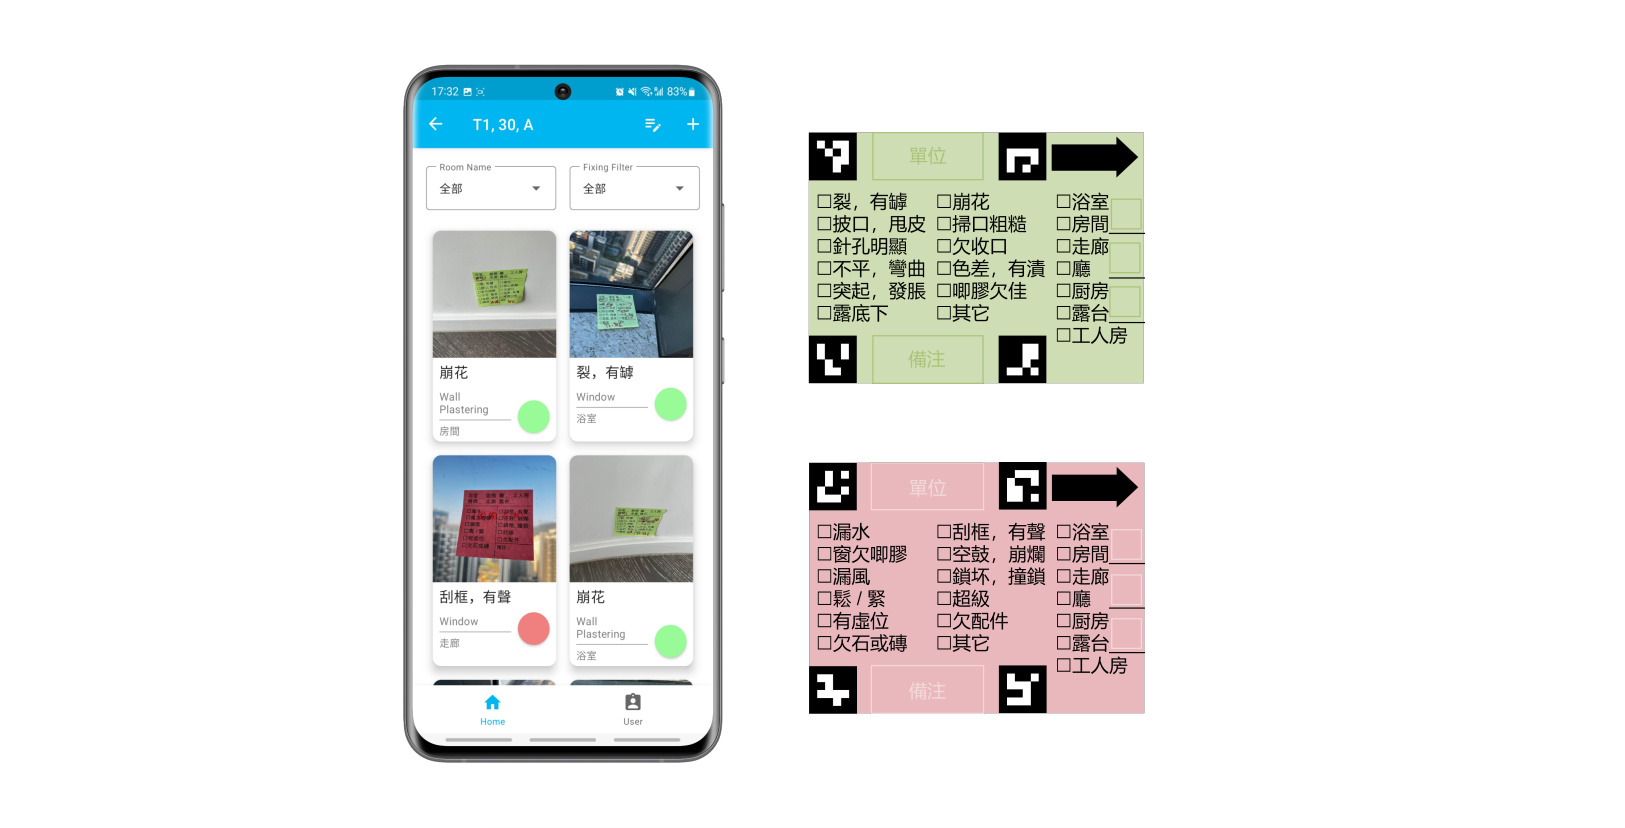 17:32
83%
T1, 30, A
Room Name
全部
Fixing Filter
全部
崩花
Wall
Plastering
房間
裂，有罅
Window
浴室
刮框，有聲
Window
走廊
崩花
Wall
Plastering
浴室
Home
User
單位
□裂，有罅
□披口，甩皮
□針孔明顯
□不平，彎曲
□突起，發脹
□露底下
□崩花
□掃口粗糙
□欠收口
□色差，有漬
□唧膠欠佳
□其它
□浴室
□房間
□走廊
□廳
□厨房
□露台
□工人房
備注
單位
□漏水
□窗欠唧膠
□漏風
□鬆 / 緊
□有虛位
□欠石或磚
□刮框，有聲
□空鼓，崩爛
□鎖坏，撞鎖
□超級
□欠配件
□其它
□浴室
□房間
□走廊
□廳
□厨房
□露台
□工人房
備注